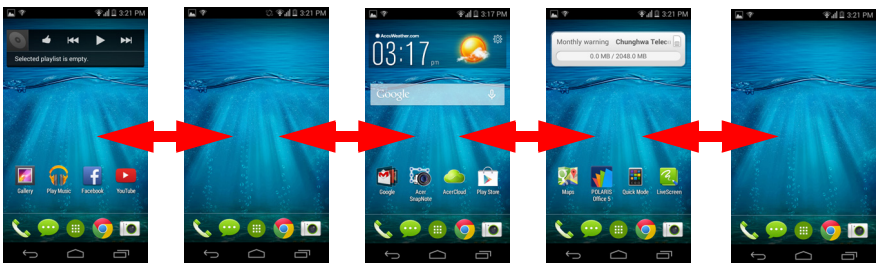 3:21 PM
Selected playlist is empty.
Gallery
Play Music
Facebook
YouTube
3:21 PM
3:17 PM
AccuWeather.com
03:17 pm
Google
Google
Acer SnapNote
AcerCloud
Play Store
3:21 PM
Monthly warning Chunghwa Telec
0.0 MB / 2048.0 MB
Maps
POLARIS Office 5
Quick Mode
LiveScreen
3:21 PM